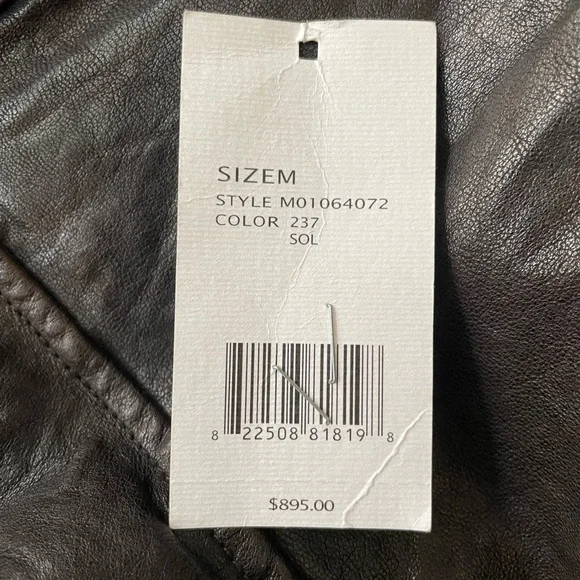 SIZEM
STYLE M01064072
COLOR 237
SOL
8 22508 81819 8
$895.00